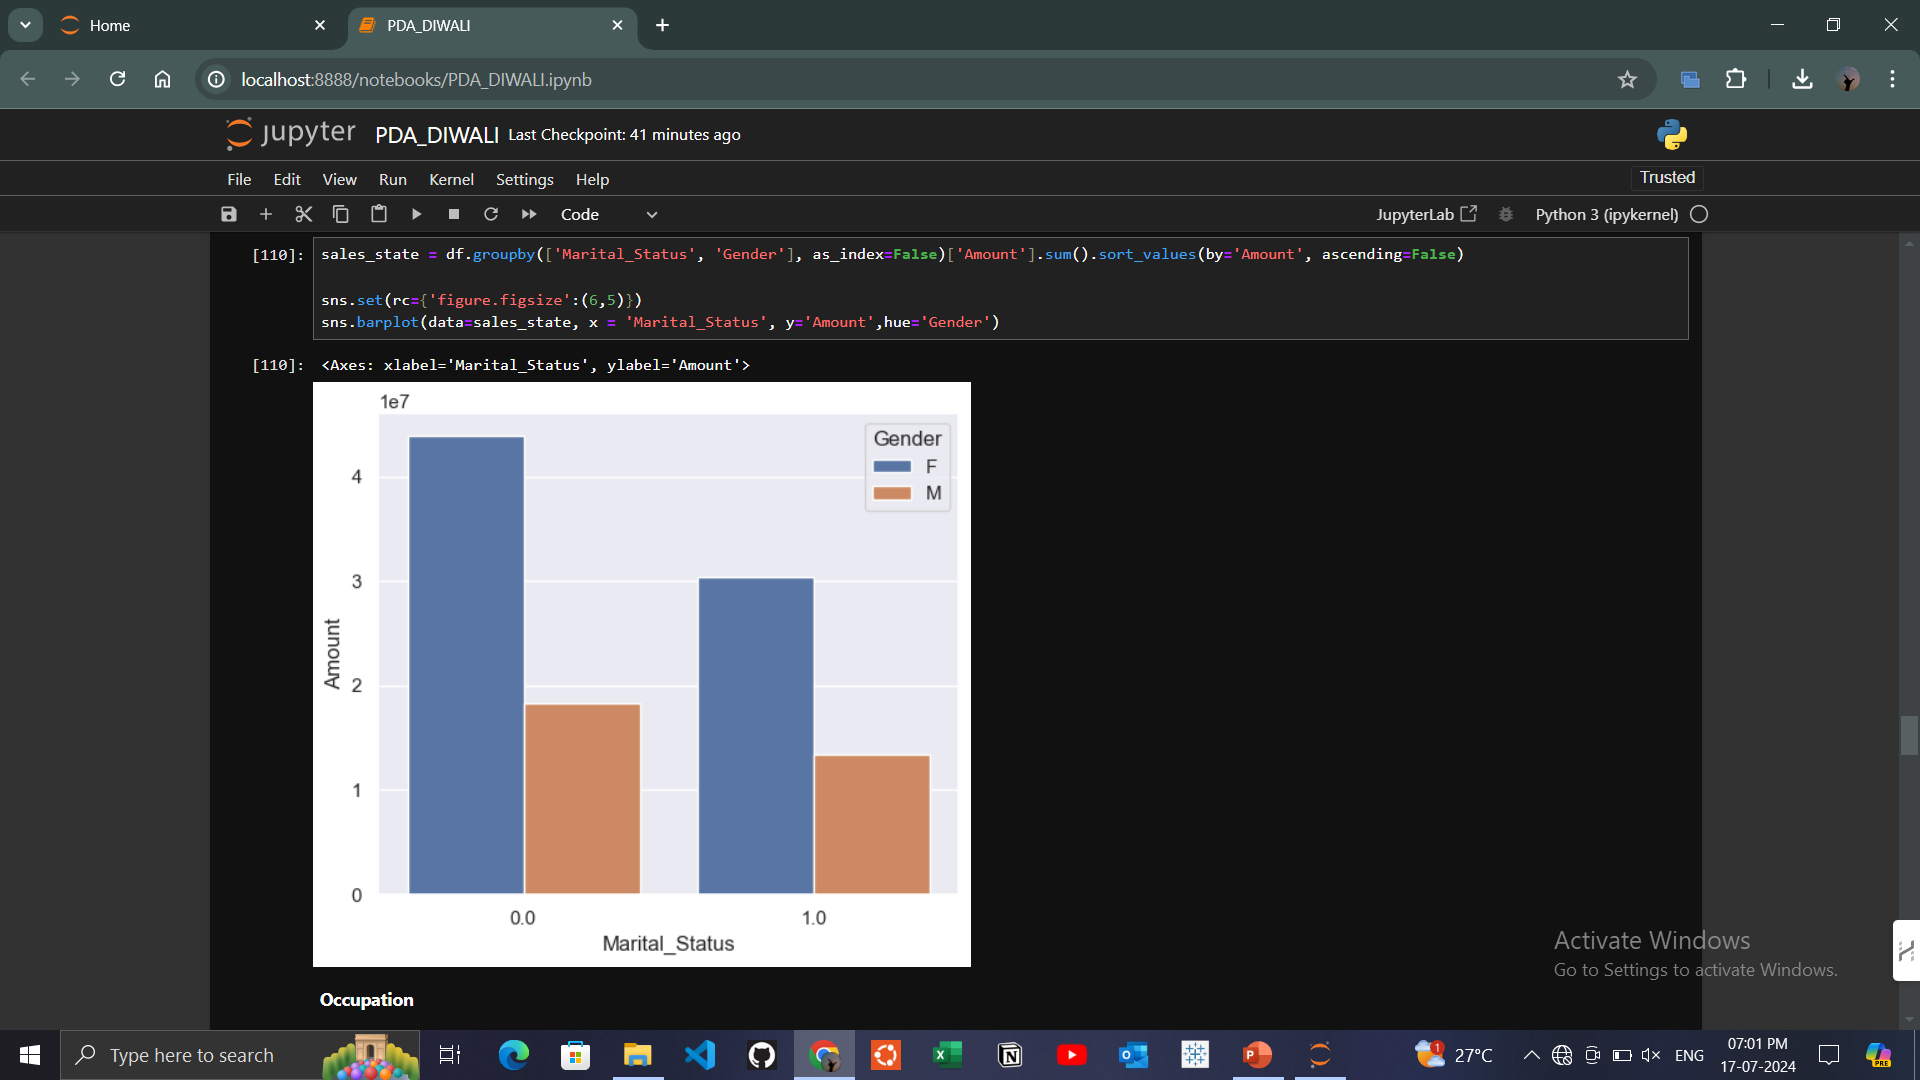 Home
PDA_DIWALI
localhost:8888/notebooks/PDA_DIWALI.ipynb
jupyter PDA_DIWALI Last Checkpoint: 41 minutes ago
File Edit View Run Kernel Settings Help
Trusted
Code
JupyterLab
Python 3 (ipykernel)
[110]: sales_state = df.groupby(['Marital_Status', 'Gender'], as_index=False)['Amount'].sum().sort_values(by='Amount', ascending=False)
sns.set(rc={'figure.figsize':(6,5)})
sns.barplot(data=sales_state, x = 'Marital_Status', y='Amount',hue='Gender')
[110]: <Axes: xlabel='Marital_Status', ylabel='Amount'>
1e7
Gender
F
M
4
3
2
1
0
Amount
0.0 1.0
Marital_Status
Activate Windows
Go to Settings to activate Windows.
Occupation
Type here to search
1
27°C
ENG
07:01 PM
17-07-2024
PRE